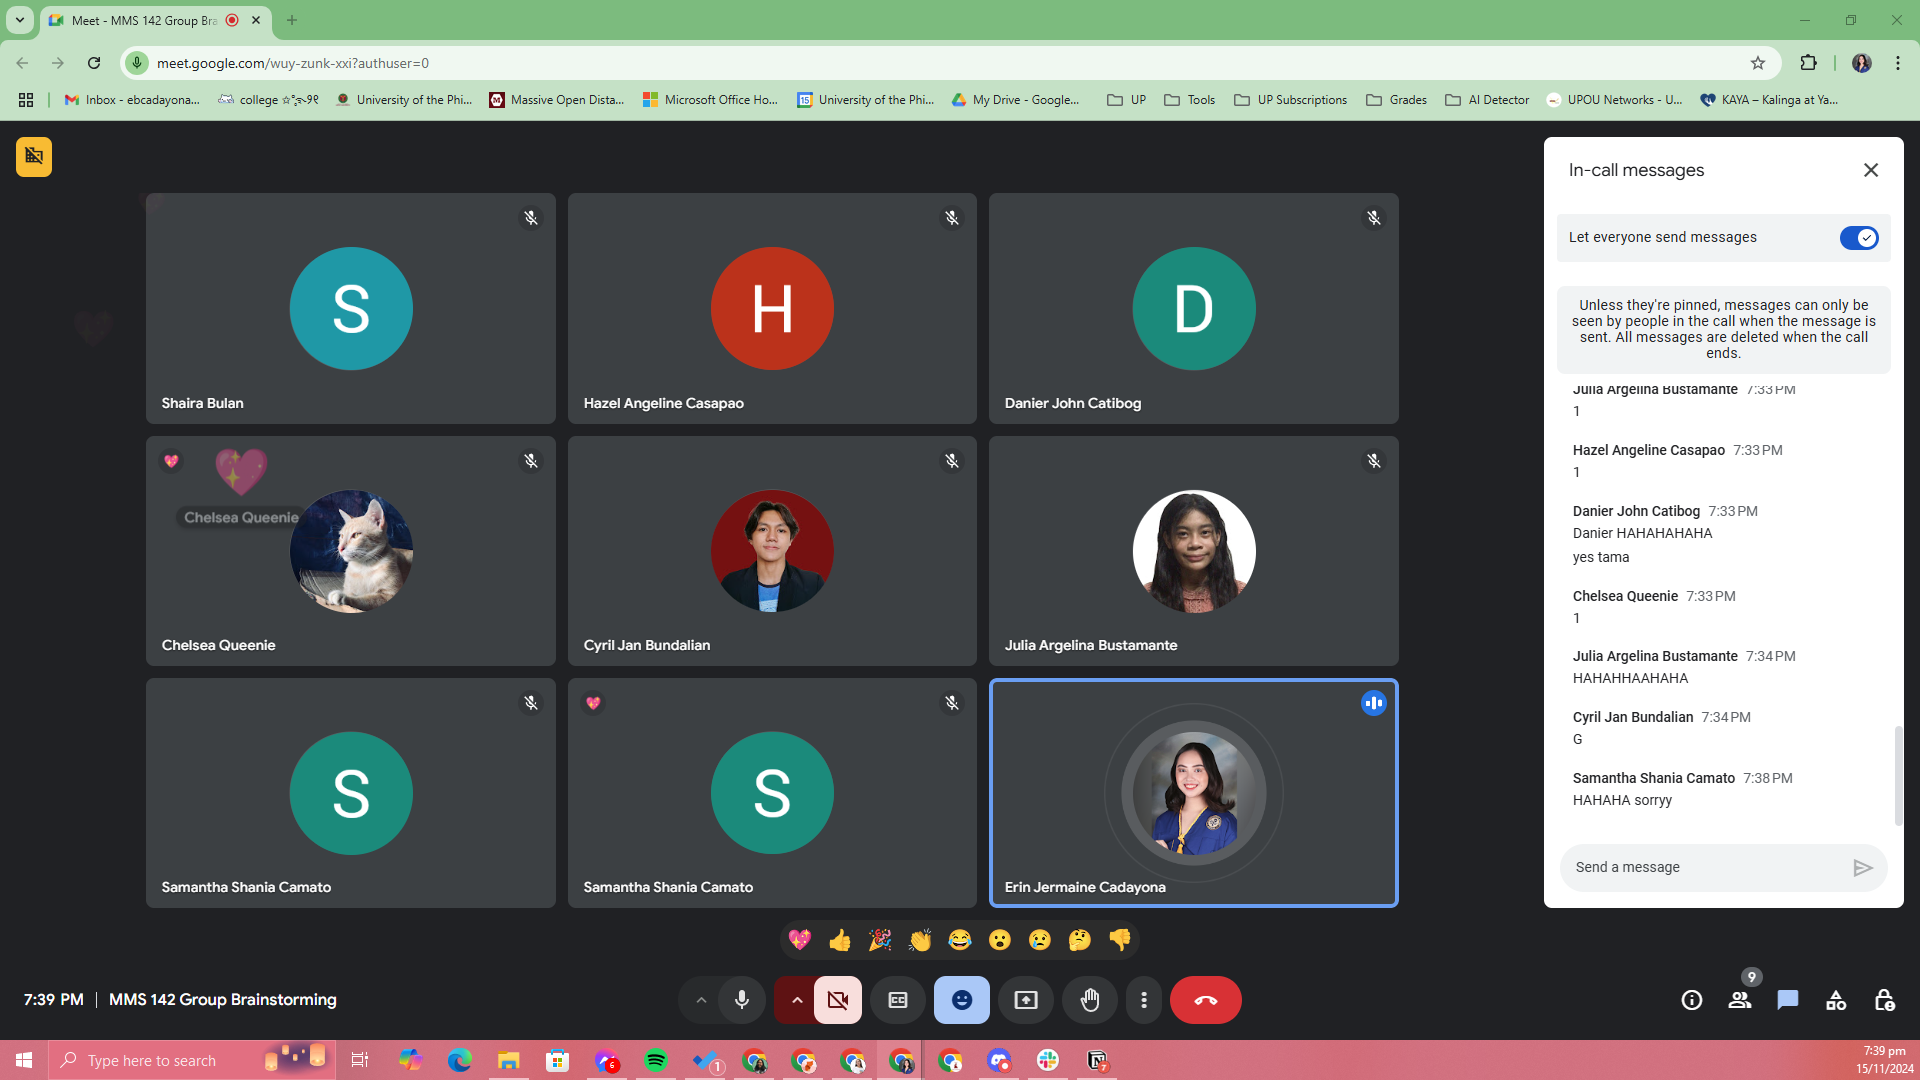 Meet - MMS 142 Group Bra
meet.google.com/wuy-zunk-xxi?authuser=0
Inbox - ebcadayona...
college
University of the Phi...
Massive Open Dista...
Microsoft Office Ho...
University of the Phi...
My Drive - Google...
UP
Tools
UP Subscriptions
Grades
AI Detector
UPOU Networks - U...
KAYA – Kalinga at Ya...
S
Shaira Bulan
H
Hazel Angeline Casapao
D
Danier John Catibog
Chelsea Queenie
Chelsea Queenie
Cyril Jan Bundalian
Julia Argelina Bustamante
S
Samantha Shania Camato
S
Samantha Shania Camato
Erin Jermaine Cadayona
In-call messages
Let everyone send messages
Unless they're pinned, messages can only be
seen by people in the call when the message is
sent. All messages are deleted when the call
ends.
Julia Argelina Bustamante 7:33 PM
1
Hazel Angeline Casapao 7:33 PM
1
Danier John Catibog 7:33 PM
Danier HAHAHAHAHA
yes tama
Chelsea Queenie 7:33 PM
1
Julia Argelina Bustamante 7:34 PM
HAHAHHAAHAHA
Cyril Jan Bundalian 7:34 PM
G
Samantha Shania Camato 7:38 PM
HAHAHA sorryy
Send a message
7:39 PM | MMS 142 Group Brainstorming
CC
9
Type here to search
6
1
7
7:39 pm
15/11/2024